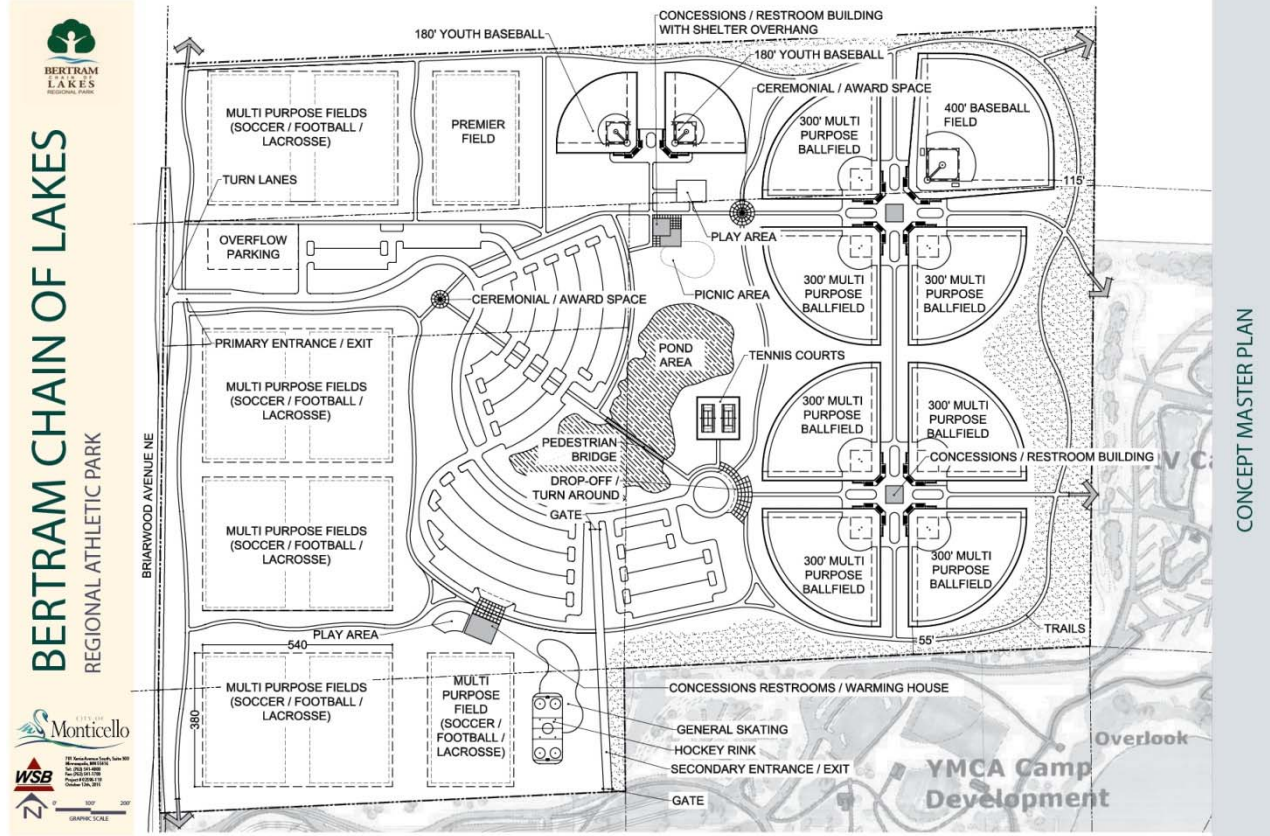 BERTRAM
CHAIN OF
LAKES
REGIONAL PARK
BERTRAM CHAIN OF LAKES
REGIONAL ATHLETIC PARK
CITY OF
Monticello
WSB
N
0'
100'
200'
GRAPHIC SCALE
BRIARWOOD AVENUE NE
180' YOUTH BASEBALL
CONCESSIONS / RESTROOM BUILDING
WITH SHELTER OVERHANG
180' YOUTH BASEBALL
CEREMONIAL / AWARD SPACE
MULTI PURPOSE FIELDS
(SOCCER / FOOTBALL /
LACROSSE)
PREMIER
FIELD
300' MULTI
PURPOSE
BALLFIELD
400' BASEBALL
FIELD
TURN LANES
115'
OVERFLOW
PARKING
PLAY AREA
CEREMONIAL / AWARD SPACE
PICNIC AREA
300' MULTI
PURPOSE
BALLFIELD
300' MULTI
PURPOSE
BALLFIELD
PRIMARY ENTRANCE / EXIT
POND
AREA
TENNIS COURTS
MULTI PURPOSE FIELDS
(SOCCER / FOOTBALL /
LACROSSE)
300' MULTI
PURPOSE
BALLFIELD
300' MULTI
PURPOSE
BALLFIELD
PEDESTRIAN
BRIDGE
CONCESSIONS / RESTROOM BUILDING
DROP-OFF /
TURN AROUND
GATE
MULTI PURPOSE FIELDS
(SOCCER / FOOTBALL /
LACROSSE)
300' MULTI
PURPOSE
BALLFIELD
300' MULTI
PURPOSE
BALLFIELD
PLAY AREA
TRAILS
55'
540
380
MULTI PURPOSE FIELDS
(SOCCER / FOOTBALL /
LACROSSE)
MULTI
PURPOSE
FIELD
(SOCCER /
FOOTBALL /
LACROSSE)
CONCESSIONS RESTROOMS / WARMING HOUSE
GENERAL SKATING
HOCKEY RINK
SECONDARY ENTRANCE / EXIT
GATE
Overlook
YMCA Camp
Development
CONCEPT MASTER PLAN